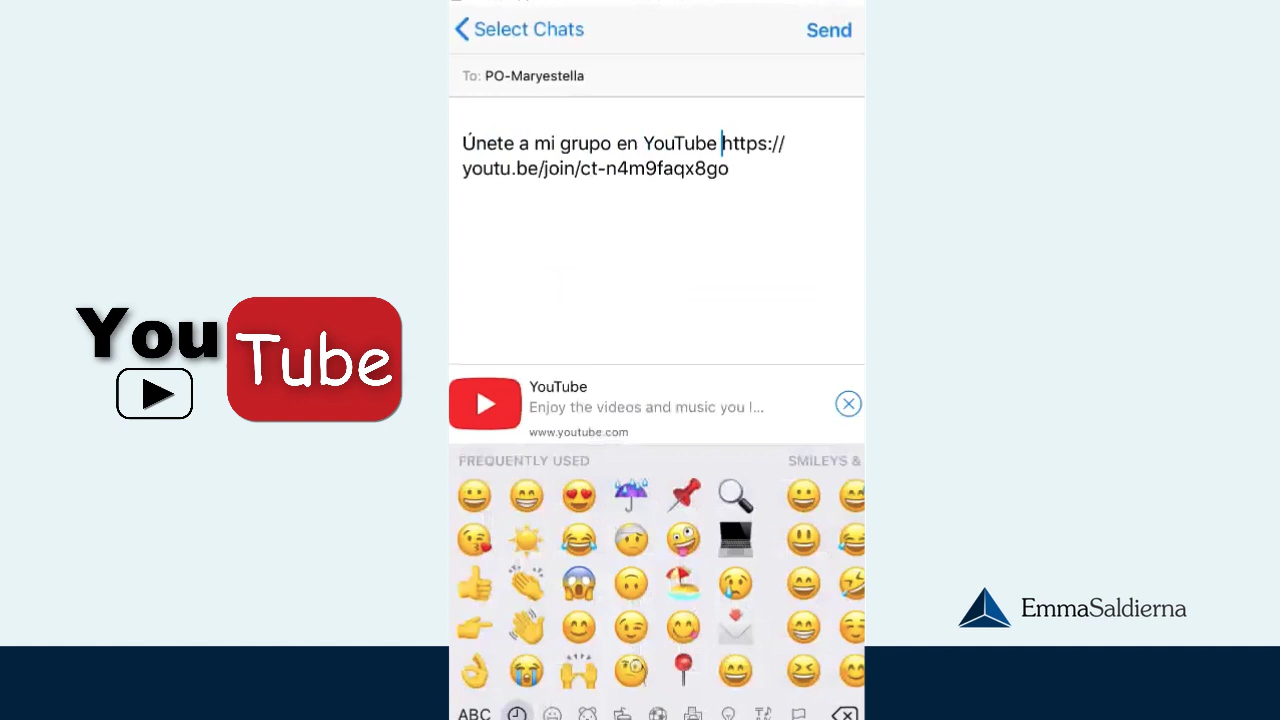 Select Chats
Send
To: PO-Maryestella
Únete a mi grupo en YouTube https://
youtu.be/join/ct-n4m9faqx8go
You
Tube
YouTube
Enjoy the videos and music you l...
www.youtube.com
FREQUENTLY USED
SMILEYS &
EmmaSaldierna
ABC